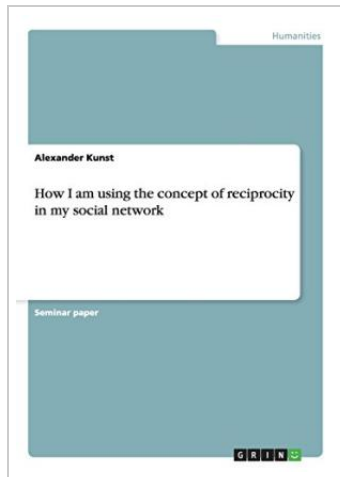 Humanities
Alexander Kunst
How I am using the concept of reciprocity
in my social network
Seminar paper
GRIN